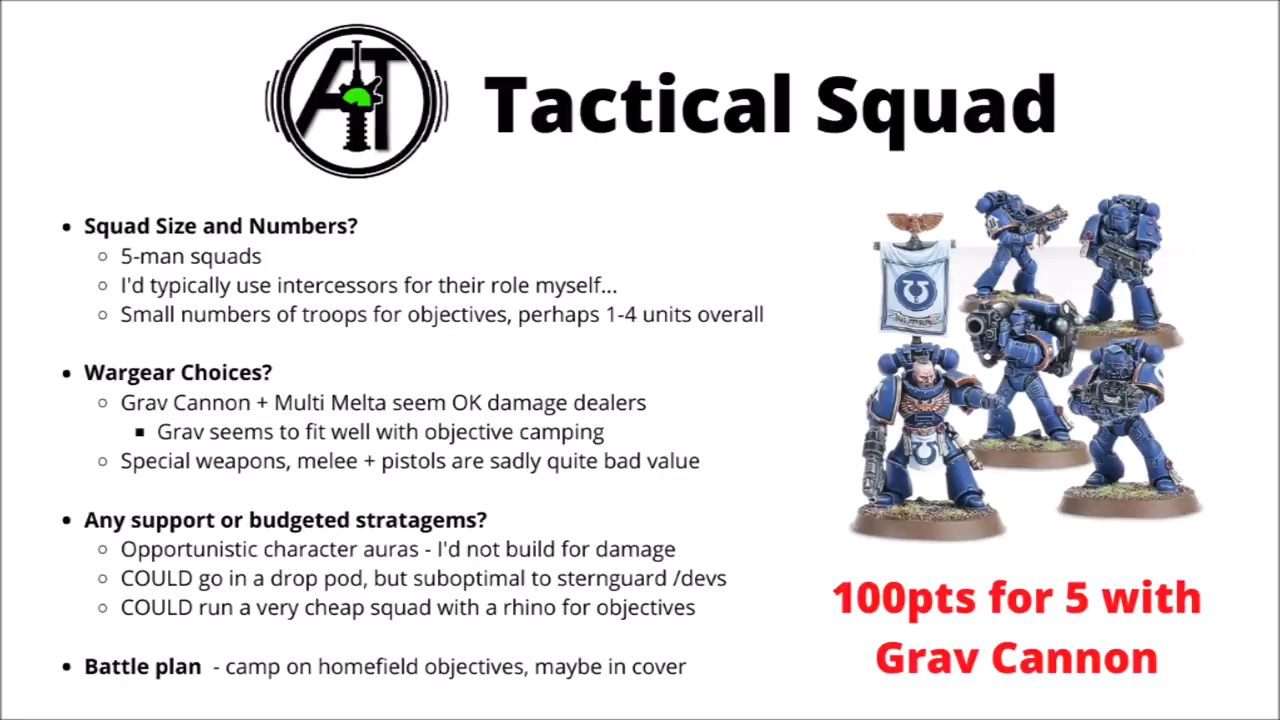 AT
Tactical Squad
Squad Size and Numbers?
5-man squads
I'd typically use intercessors for their role myself...
Small numbers of troops for objectives, perhaps 1-4 units overall
Wargear Choices?
Grav Cannon + Multi Melta seem OK damage dealers
Grav seems to fit well with objective camping
Special weapons, melee + pistols are sadly quite bad value
Any support or budgeted stratagems?
Opportunistic character auras - I'd not build for damage
COULD go in a drop pod, but suboptimal to sternguard /devs
COULD run a very cheap squad with a rhino for objectives
Battle plan - camp on homefield objectives, maybe in cover
100pts for 5 with
Grav Cannon